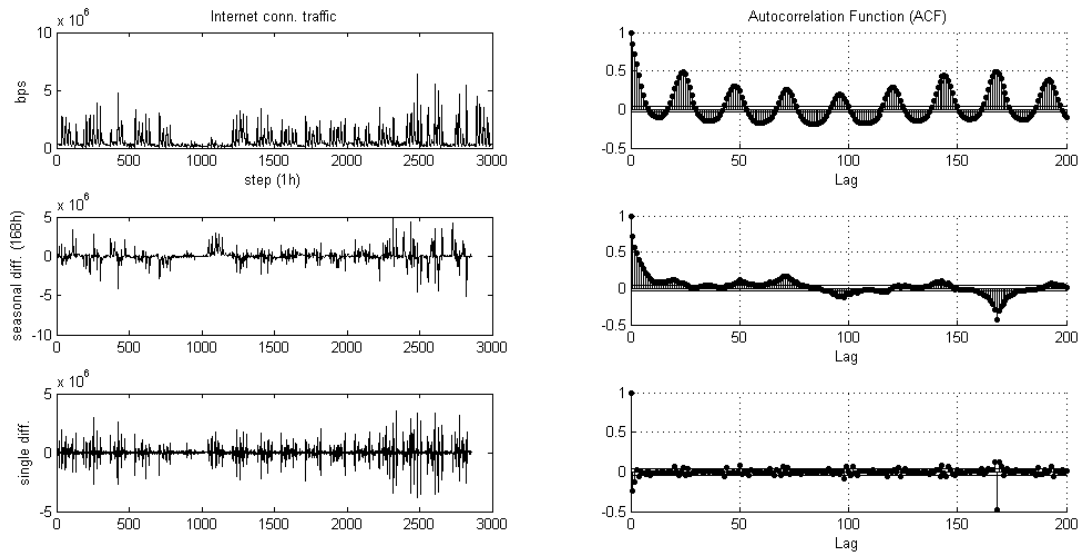 Internet conn. traffic
x 10^6
10
5
0
bps
0 500 1000 1500 2000 2500 3000
step (1h)
Autocorrelation Function (ACF)
1
0.5
0
-0.5
0 50 100 150 200
Lag
x 10^6
5
0
-5
-10
seasonal diff. (168h)
0 500 1000 1500 2000 2500 3000
1
0.5
0
-0.5
0 50 100 150 200
Lag
x 10^6
5
0
-5
single diff.
0 500 1000 1500 2000 2500 3000
1
0.5
0
-0.5
0 50 100 150 200
Lag